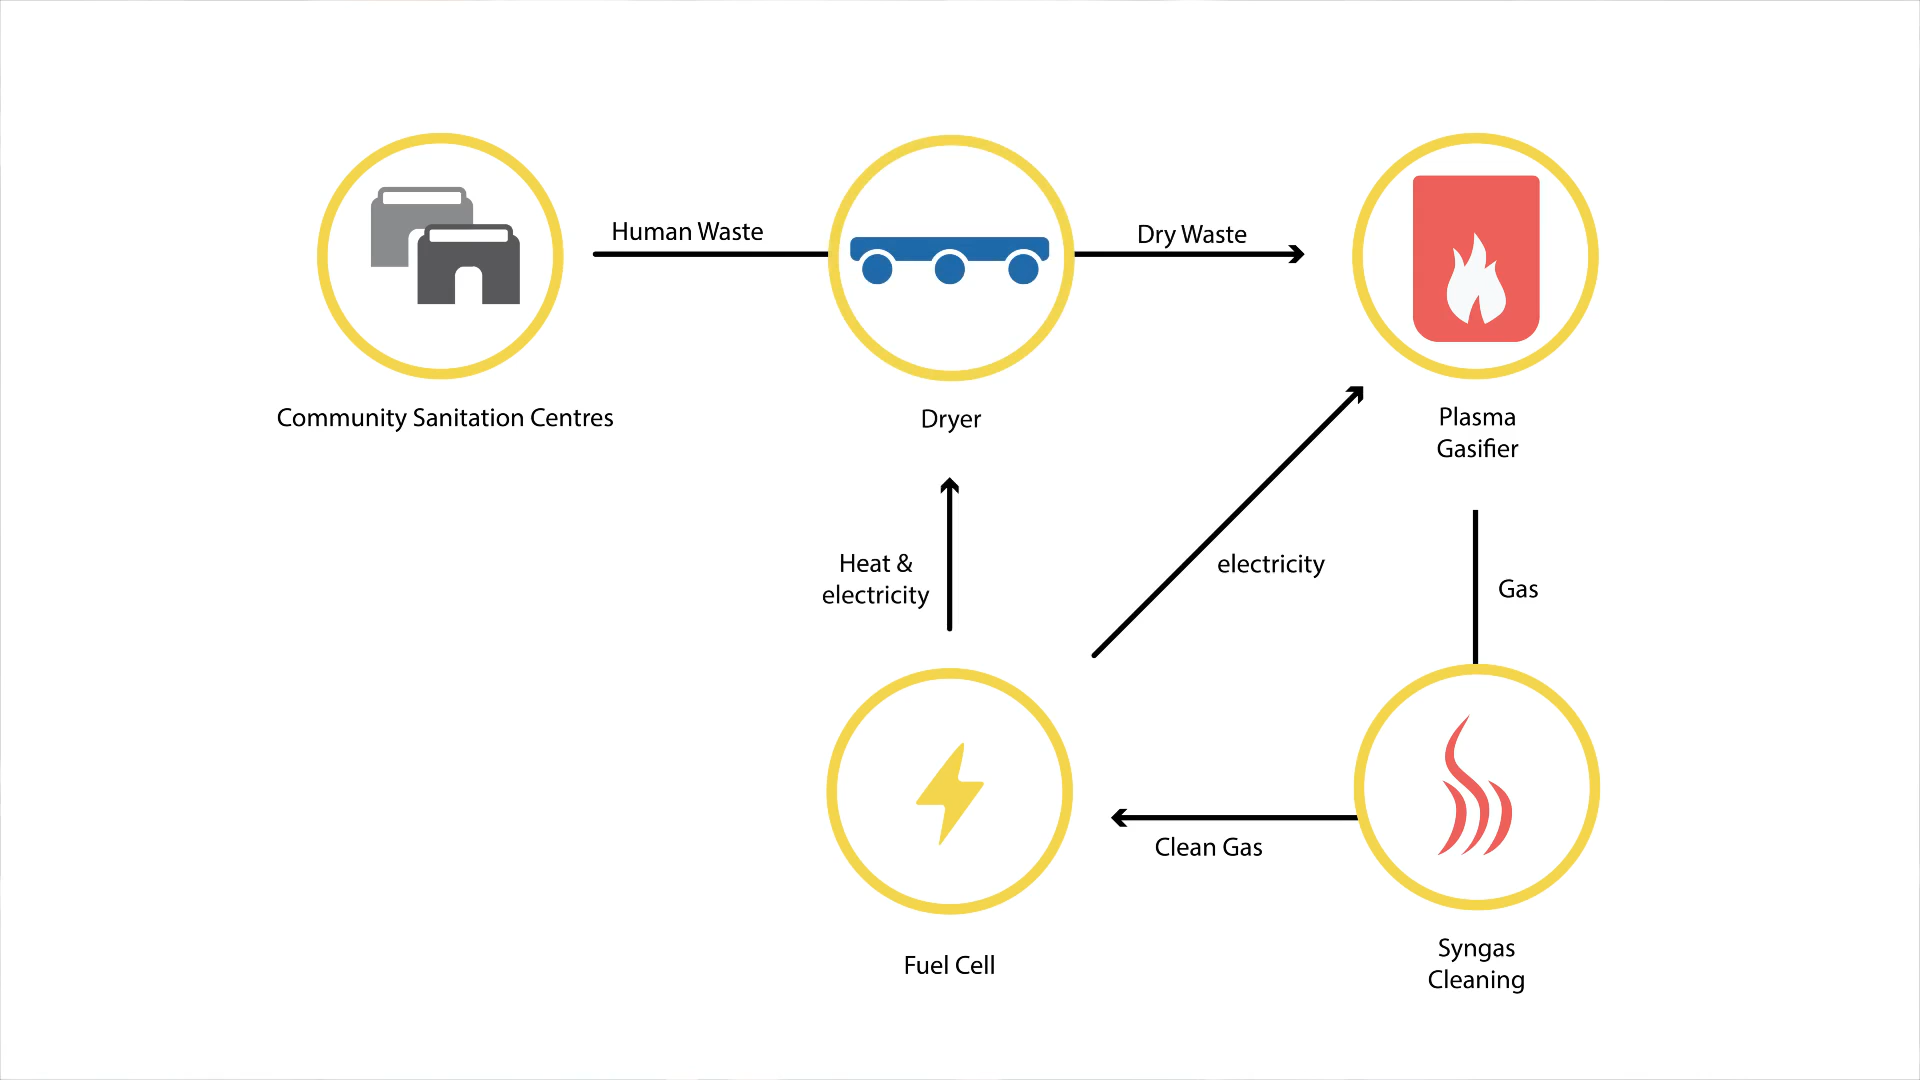 Human Waste
Dry Waste
Community Sanitation Centres
Dryer
Plasma
Gasifier
Heat &
electricity
electricity
Gas
Clean Gas
Fuel Cell
Syngas
Cleaning